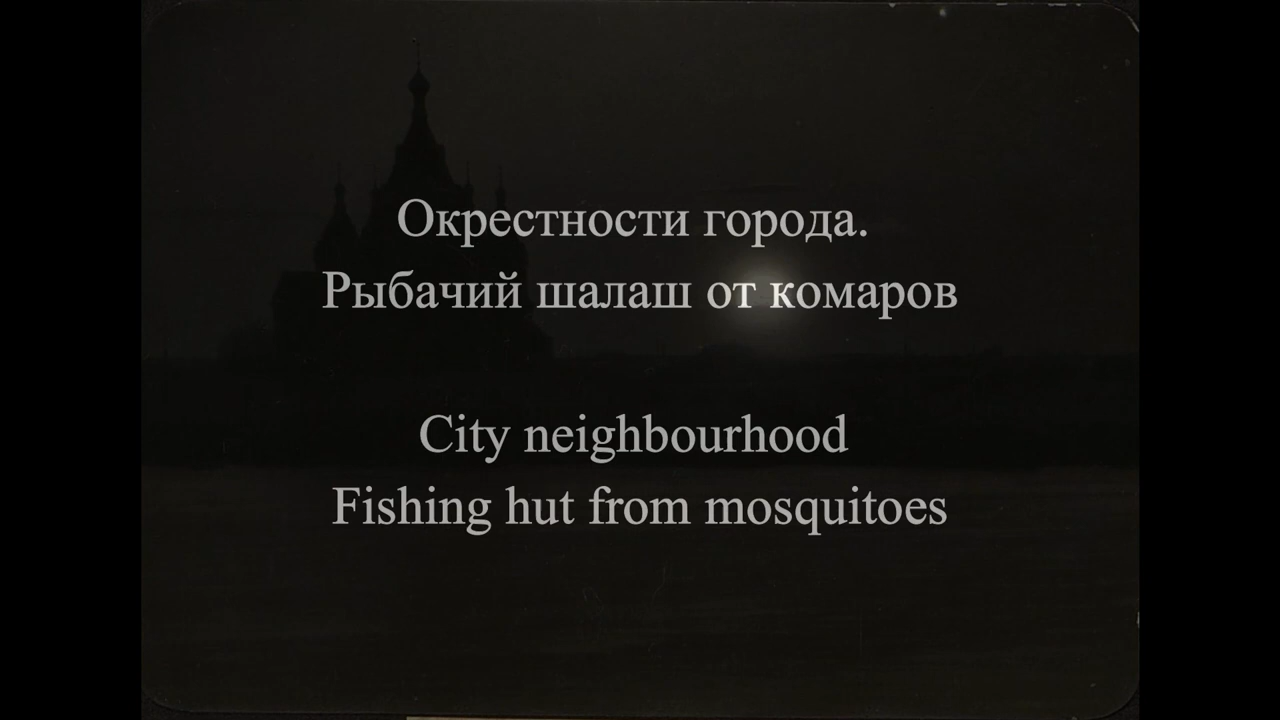 Окрестности города.
Рыбачий шалаш от комаров
City neighbourhood
Fishing hut from mosquitoes